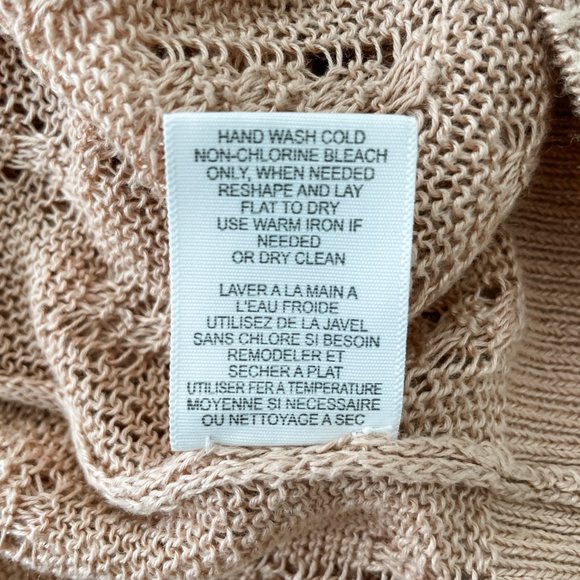 HAND WASH COLD
NON-CHLORINE BLEACH
ONLY, WHEN NEEDED
RESHAPE AND LAY
FLAT TO DRY
USE WARM IRON IF
NEEDED
OR DRY CLEAN
LAVER A LA MAIN A
L'EAU FROIDE
UTILISEZ DE LA JAVEL
SANS CHLORE SI BESOIN
REMODELER ET
SECHER A PLAT
UTILISER FER A TEMPERATURE
MOYENNE SI NECESSAIRE
OU NETTOYAGE A SEC